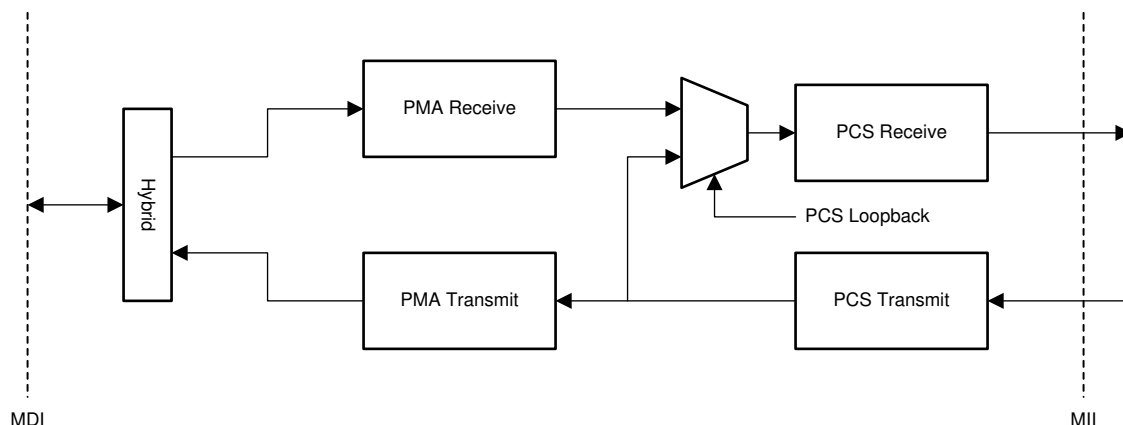 PMA Receive
PCS Receive
Hybrid
PCS Loopback
PMA Transmit
PCS Transmit
MDI
MII